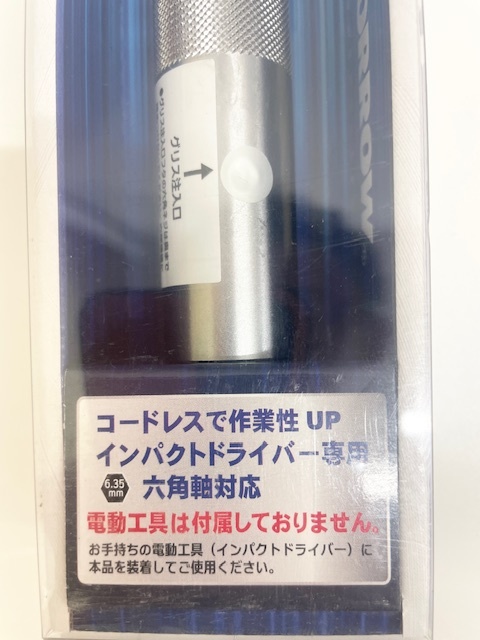 ORROW
グリス注入口
コードレスで作業性 UP
インパクトドライバー専用
6.35
mm
六角軸対応
電動工具は付属しておりません。
お手持ちの電動工具（インパクトドライバー）に
本品を装着してご使用ください。